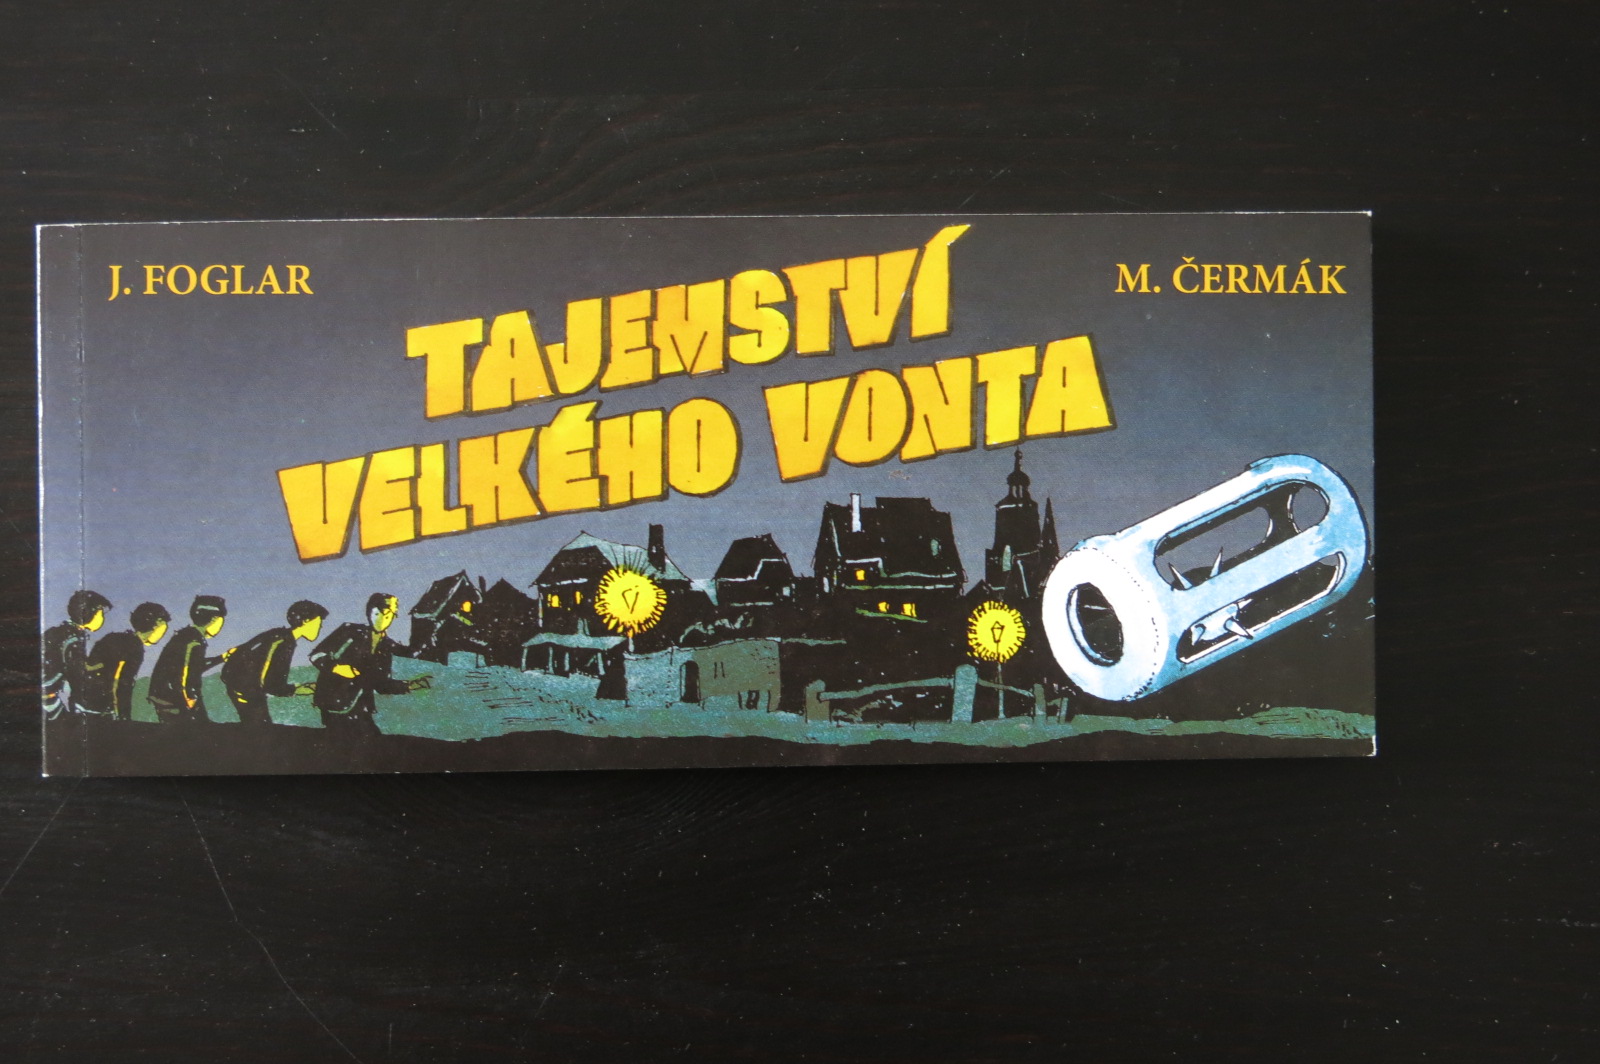 J. FOGLAR
M. ČERMÁK
TAJEMSTVÍ
VELKÉHO VONTA